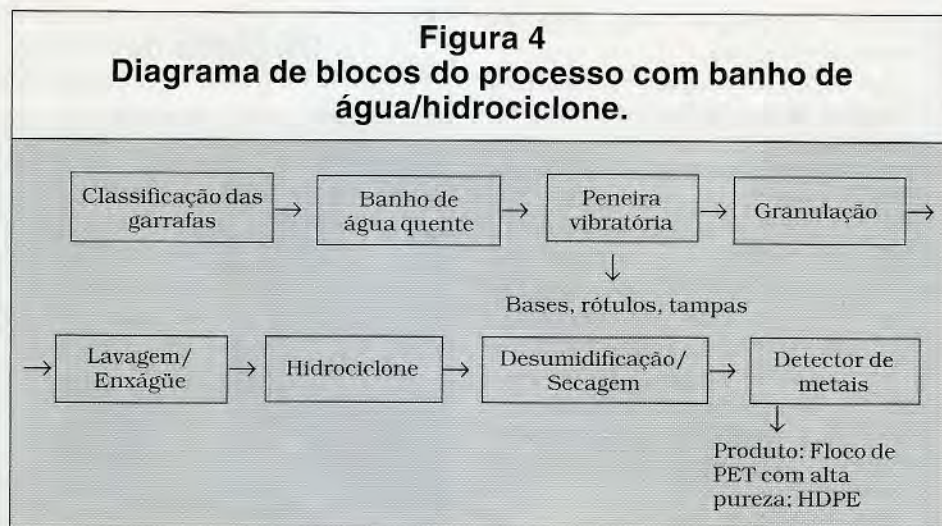 Figura 4
Diagrama de blocos do processo com banho de
água/hidrociclone.
Classificação das
garrafas
→
Banho de
água quente
→
Peneira
vibratória
→
Granulação
→
↓
Bases, rótulos, tampas
→
Lavagem/
Enxágüe
→
Hidrociclone
→
Desumidificação/
Secagem
→
Detector de
metais
↓
Produto: Floco de
PET com alta
pureza; HDPE